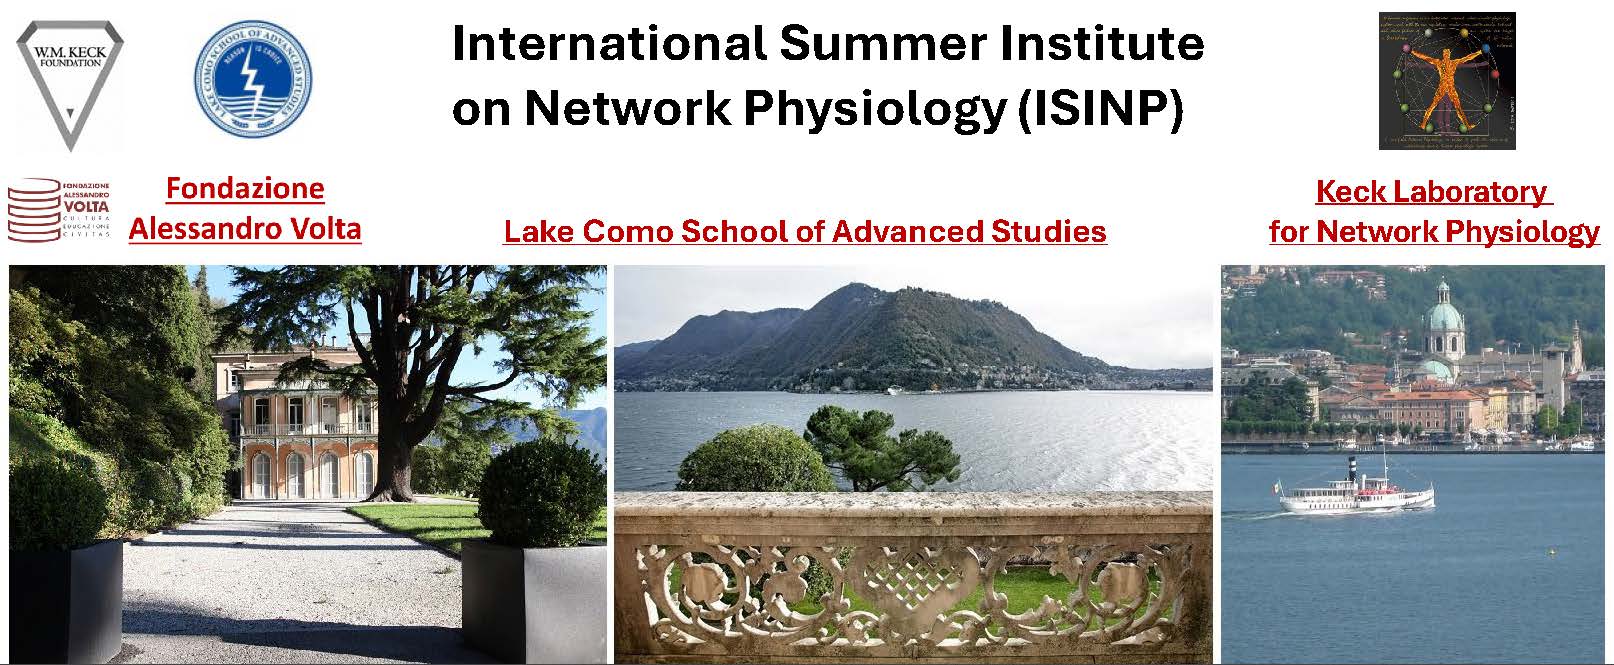 W.M. KECK
FOUNDATION
LAKE COMO SCHOOL OF ADVANCED STUDIES
International Summer Institute
on Network Physiology (ISINP)
FONDAZIONE
ALESSANDRO
VOLTA
CULTURA
EDUCAZIONE
CIVITAS
Fondazione
Alessandro Volta
Lake Como School of Advanced Studies
Keck Laboratory
for Network Physiology